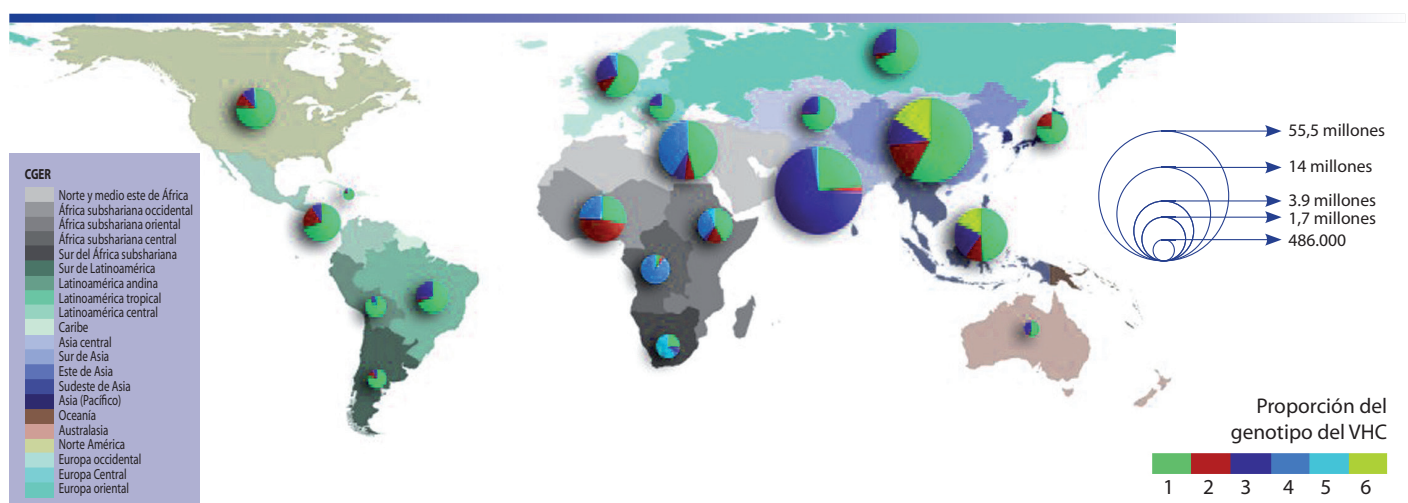 CGER
Norte y medio este de África
África subshariana occidental
África subshariana oriental
África subshariana central
Sur del África subshariana
Sur de Latinoamérica
Latinoamérica andina
Latinoamérica tropical
Latinoamérica central
Caribe
Asia central
Sur de Asia
Este de Asia
Sudeste de Asia
Asia (Pacífico)
Oceanía
Australasia
Norte América
Europa occidental
Europa Central
Europa oriental
55,5 millones
14 millones
3.9 millones
1,7 millones
486.000
Proporción del
genotipo del VHC
1 2 3 4 5 6